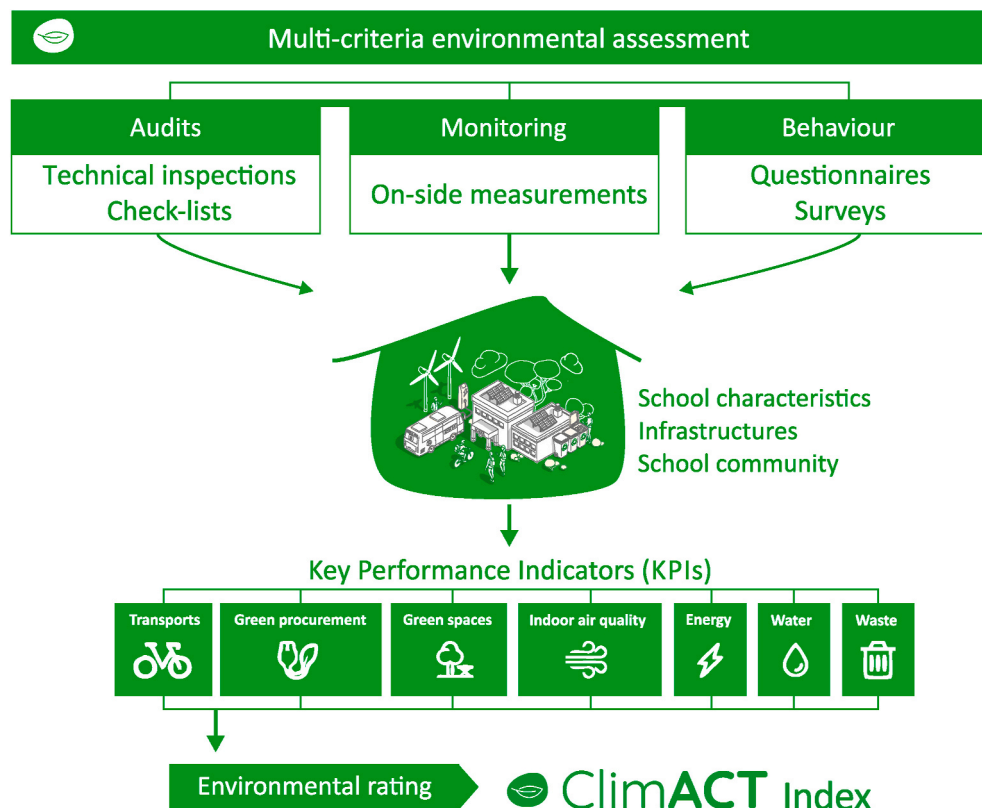 Multi-criteria environmental assessment
Audits
Technical inspections
Check-lists
Monitoring
On-side measurements
Behaviour
Questionnaires
Surveys
School characteristics
Infrastructures
School community
Key Performance Indicators (KPIs)
Transports
Green procurement
Green spaces
Indoor air quality
Energy
Water
Waste
Environmental rating
ClimACT Index